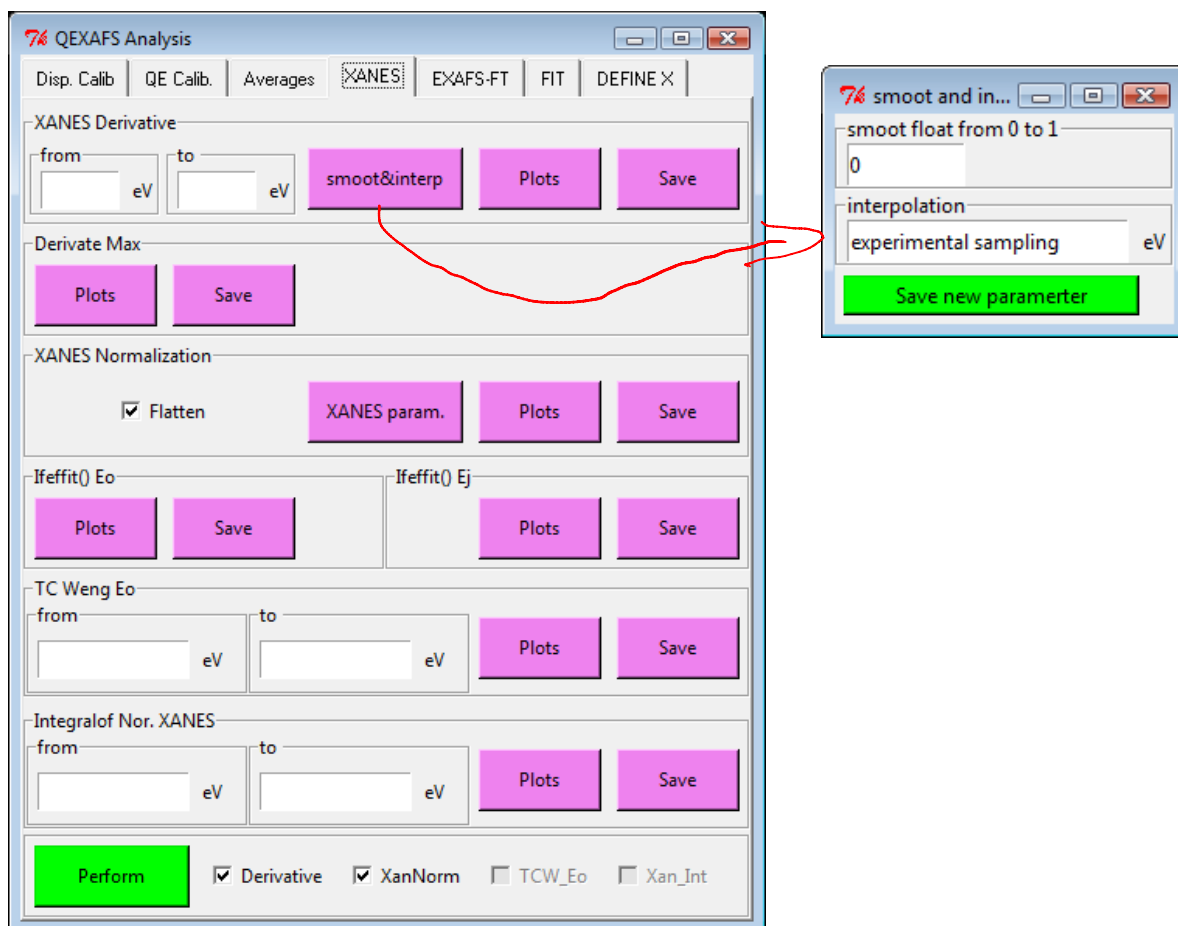 QEXAFS Analysis
Disp. Calib QE Calib. Averages XANES EXAFS-FT FIT DEFINE X
XANES Derivative
from to
eV eV smoot&interp Plots Save
Derivate Max
Plots Save
XANES Normalization
Flatten XANES param. Plots Save
Ifeffit() Eo Ifeffit() Ej
Plots Save Plots Save
TC Weng Eo
from to
eV eV Plots Save
Integralof Nor. XANES
from to
eV eV Plots Save
Perform Derivative XanNorm TCW_Eo Xan_Int
smoot and in...
smoot float from 0 to 1
0
interpolation
experimental sampling eV
Save new paramerter